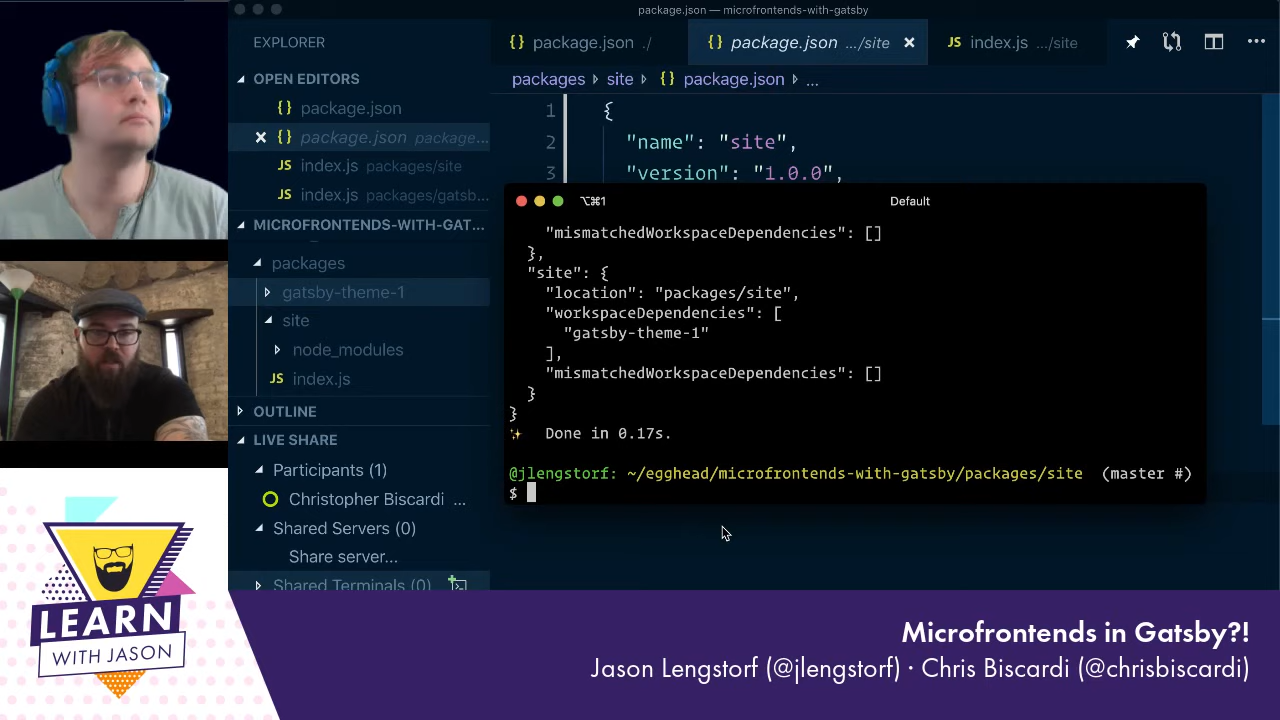 package.json — microfrontends-with-gatsby
EXPLORER
OPEN EDITORS
{} package.json
× {} package.json package...
JS index.js packages/site
JS index.js packages/gatsb...
MICROFRONTENDS-WITH-GAT...
packages
gatsby-theme-1
site
node_modules
JS index.js
OUTLINE
LIVE SHARE
Participants (1)
Christopher Biscardi ...
Shared Servers (0)
Share server...
Shared Terminals (0)
{} package.json ./
{} package.json .../site ×
JS index.js .../site
packages site {} package.json ...
1 {
2 "name": "site",
3 "version": "1.0.0",
⌥⌘1 Default
"mismatchedWorkspaceDependencies": []
},
"site": {
"location": "packages/site",
"workspaceDependencies": [
"gatsby-theme-1"
],
"mismatchedWorkspaceDependencies": []
}
}
✨ Done in 0.17s.
@jlengstorf: ~/egghead/microfrontends-with-gatsby/packages/site (master #)
$
LEARN
WITH JASON
Microfrontends in Gatsby?!
Jason Lengstorf (@jlengstorf) · Chris Biscardi (@chrisbiscardi)